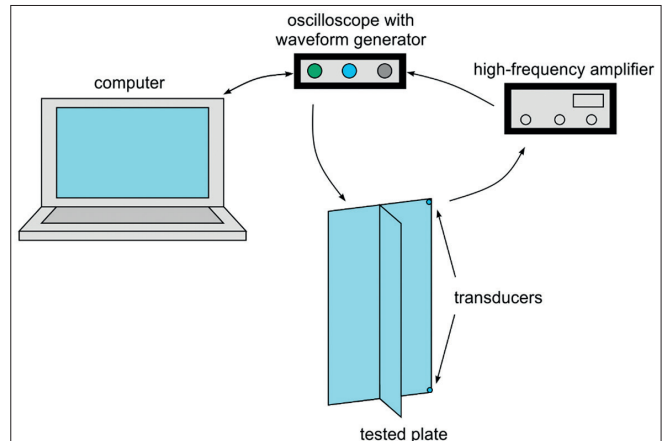 oscilloscope with
waveform generator
high-frequency amplifier
computer
transducers
tested plate